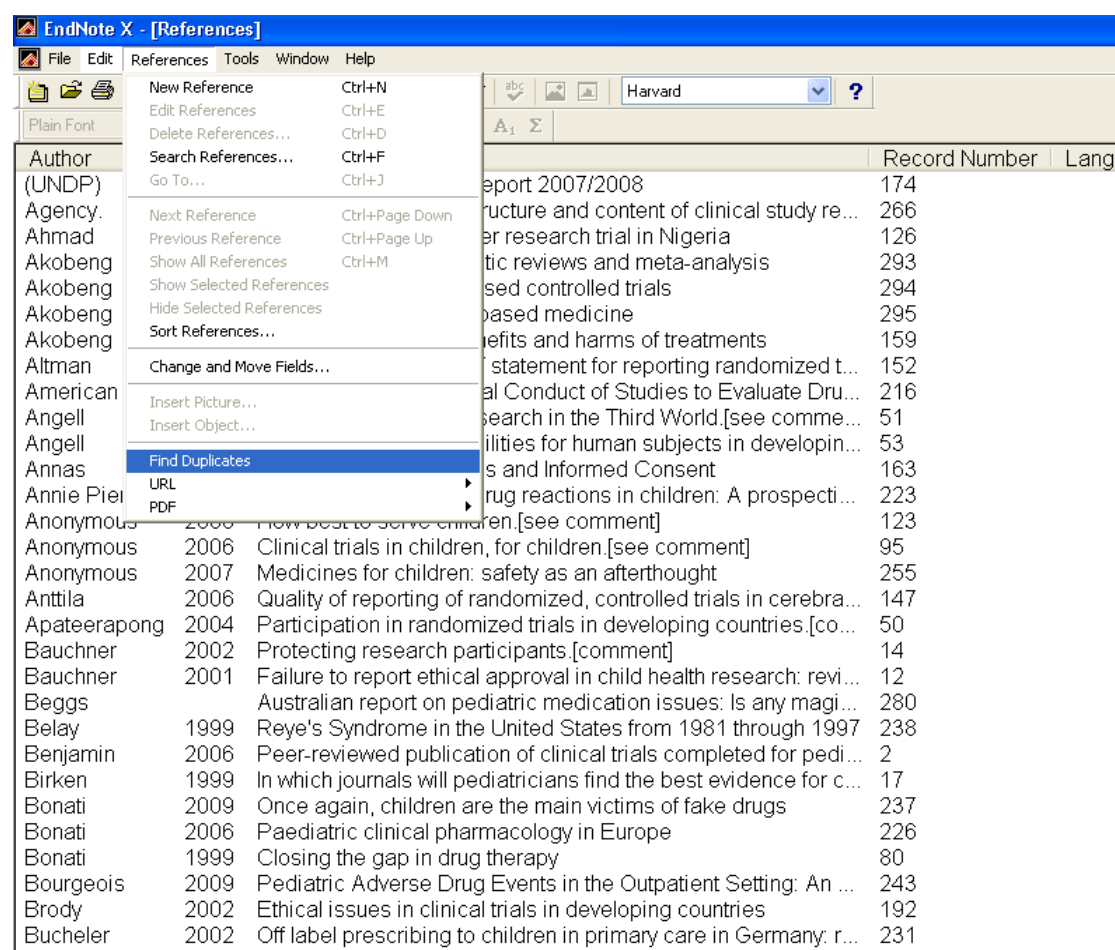 EndNote X - [References]
File Edit References Tools Window Help
New Reference Ctrl+N abc Harvard ?
Edit References Ctrl+E
Plain Font Delete References... Ctrl+D A1 Σ
Author Search References... Ctrl+F Record Number Lang
(UNDP) Go To... Ctrl+J eport 2007/2008 174
Agency. Next Reference Ctrl+Page Down ructure and content of clinical study re... 266
Ahmad Previous Reference Ctrl+Page Up er research trial in Nigeria 126
Akobeng Show All References Ctrl+M tic reviews and meta-analysis 293
Akobeng Show Selected References sed controlled trials 294
Akobeng Hide Selected References based medicine 295
Akobeng Sort References... efits and harms of treatments 159
Altman Change and Move Fields... statement for reporting randomized t... 152
American Insert Picture... al Conduct of Studies to Evaluate Dru... 216
Angell Insert Object... search in the Third World.[see comme... 51
Angell ilities for human subjects in developin... 53
Annas Find Duplicates s and Informed Consent 163
Annie Pier URL rug reactions in children: A prospecti... 223
Anonymous PDF 2006 How best to serve children.[see comment] 123
Anonymous 2006 Clinical trials in children, for children.[see comment] 95
Anonymous 2007 Medicines for children: safety as an afterthought 255
Anttila 2006 Quality of reporting of randomized, controlled trials in cerebra... 147
Apateerapong 2004 Participation in randomized trials in developing countries.[co... 50
Bauchner 2002 Protecting research participants.[comment] 14
Bauchner 2001 Failure to report ethical approval in child health research: revi... 12
Beggs Australian report on pediatric medication issues: Is any magi... 280
Belay 1999 Reye's Syndrome in the United States from 1981 through 1997 238
Benjamin 2006 Peer-reviewed publication of clinical trials completed for pedi... 2
Birken 1999 In which journals will pediatricians find the best evidence for c... 17
Bonati 2009 Once again, children are the main victims of fake drugs 237
Bonati 2006 Paediatric clinical pharmacology in Europe 226
Bonati 1999 Closing the gap in drug therapy 80
Bourgeois 2009 Pediatric Adverse Drug Events in the Outpatient Setting: An ... 243
Brody 2002 Ethical issues in clinical trials in developing countries 192
Bucheler 2002 Off label prescribing to children in primary care in Germany: r... 231